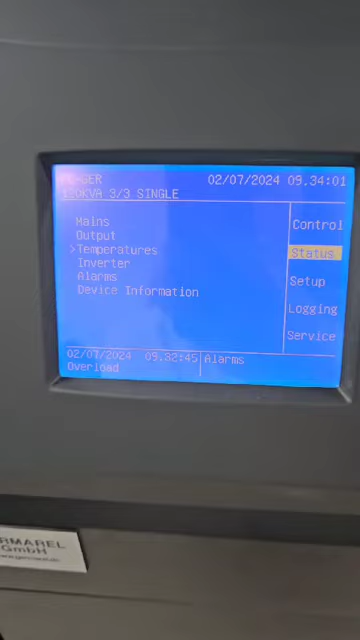 02/07/2024 09.34:01
120KVA 3/3 SINGLE
Mains
Output
>Temperatures
Inverter
Alarms
Device Information
Control
Status
Setup
Logging
Service
02/07/2024 09.32:45
Overload
Alarms
RMAREL
GmbH